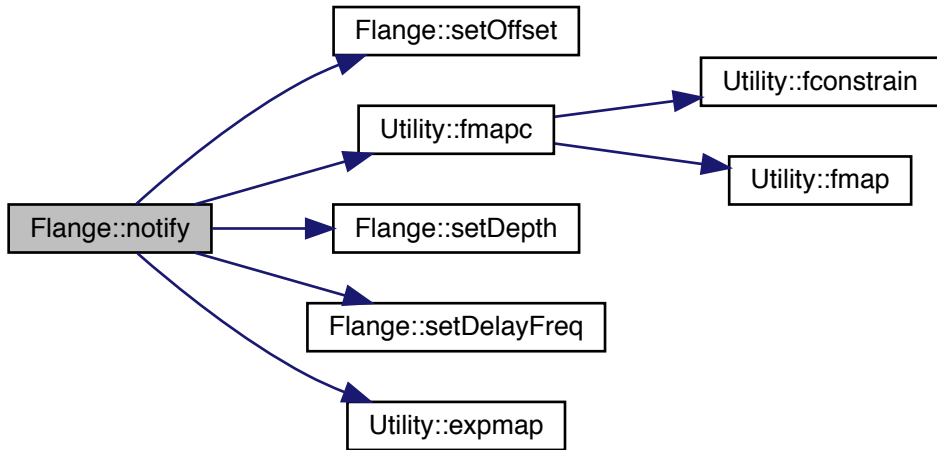 Flange::setOffset
Utility::fconstrain
Utility::fmapc
Utility::fmap
Flange::notify
Flange::setDepth
Flange::setDelayFreq
Utility::expmap